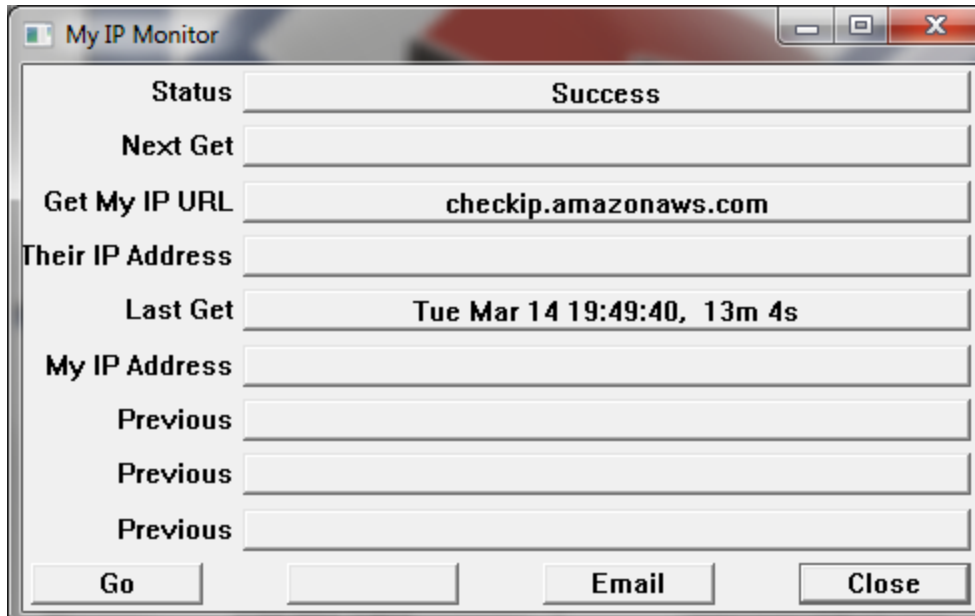 My IP Monitor
Status Success
Next Get
Get My IP URL checkip.amazonaws.com
Their IP Address
Last Get Tue Mar 14 19:49:40, 13m 4s
My IP Address
Previous
Previous
Previous
Go Email Close